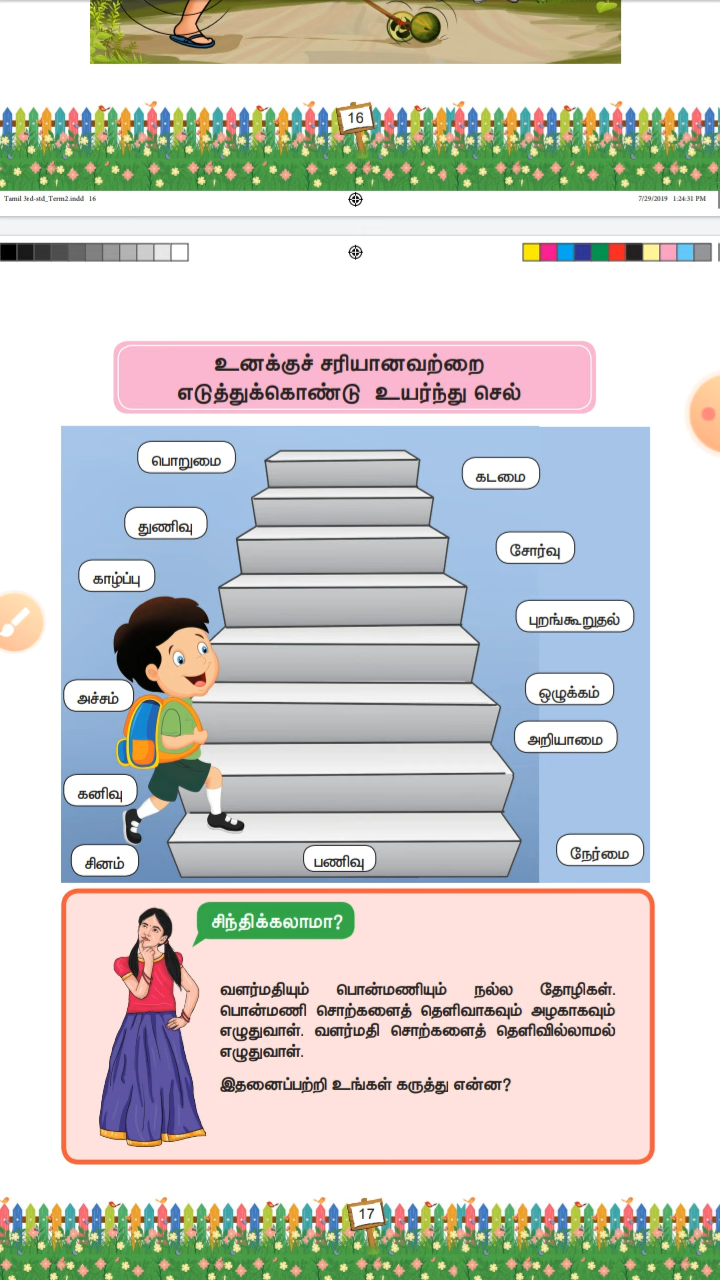 16
Tamil 3rd-std_Term2.indd 16
7/29/2019 1:24:31 PM
உனக்குச் சரியானவற்றை
எடுத்துக்கொண்டு உயர்ந்து செல்
பொறுமை
கடமை
துணிவு
சோர்வு
காழ்ப்பு
புறங்கூறுதல்
அச்சம்
ஒழுக்கம்
அறியாமை
கனிவு
சினம்
பணிவு
நேர்மை
சிந்திக்கலாமா?
வளர்மதியும் பொன்மணியும் நல்ல தோழிகள்.
பொன்மணி சொற்களைத் தெளிவாகவும் அழகாகவும்
எழுதுவாள். வளர்மதி சொற்களைத் தெளிவில்லாமல்
எழுதுவாள்.
இதனைப்பற்றி உங்கள் கருத்து என்ன?
17